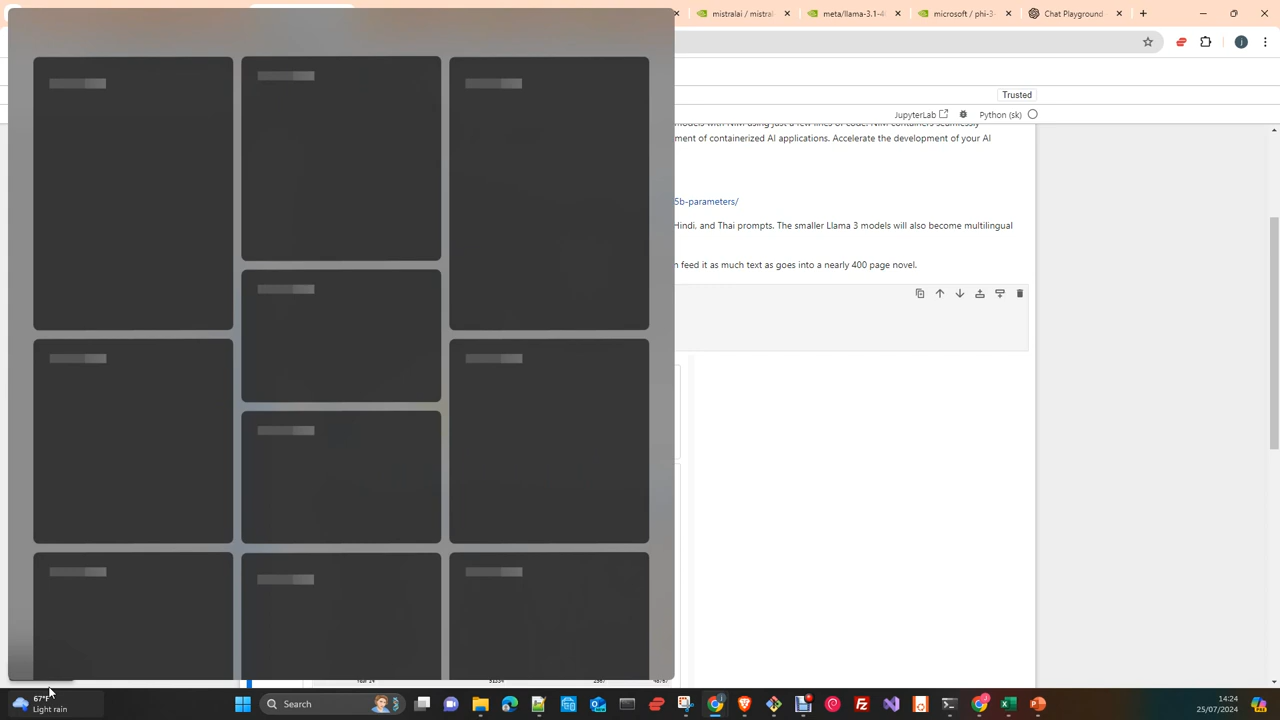 mistralai / mistral
meta/llama-3.1-4
microsoft / phi-3
Chat Playground
Trusted
JupyterLab
Python (sk)
ment of containerized AI applications. Accelerate the development of your AI
5b-parameters/
Hindi, and Thai prompts. The smaller Llama 3 models will also become multilingual
n feed it as much text as goes into a nearly 400 page novel.
67°F
Light rain
Search
14:24
25/07/2024